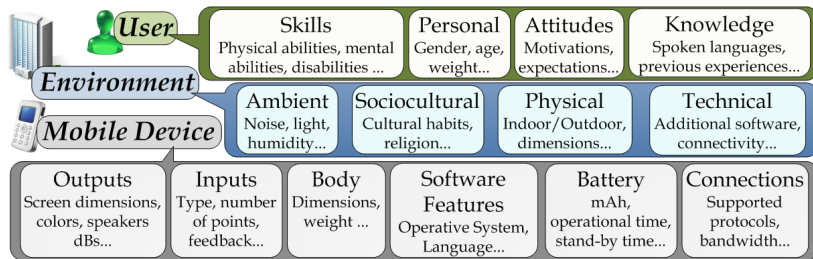 User
Skills
Physical abilities, mental
abilities, disabilities ...
Personal
Gender, age,
weight...
Attitudes
Motivations,
expectations...
Knowledge
Spoken languages,
previous experiences...
Environment
Ambient
Noise, light,
humidity...
Sociocultural
Cultural habits,
religion...
Physical
Indoor/Outdoor,
dimensions...
Technical
Additional software,
connectivity...
Mobile Device
Outputs
Screen dimensions,
colors, speakers
dBs...
Inputs
Type, number
of points,
feedback...
Body
Dimensions,
weight ...
Software
Features
Operative System,
Language...
Battery
mAh,
operational time,
stand-by time...
Connections
Supported
protocols,
bandwidth...